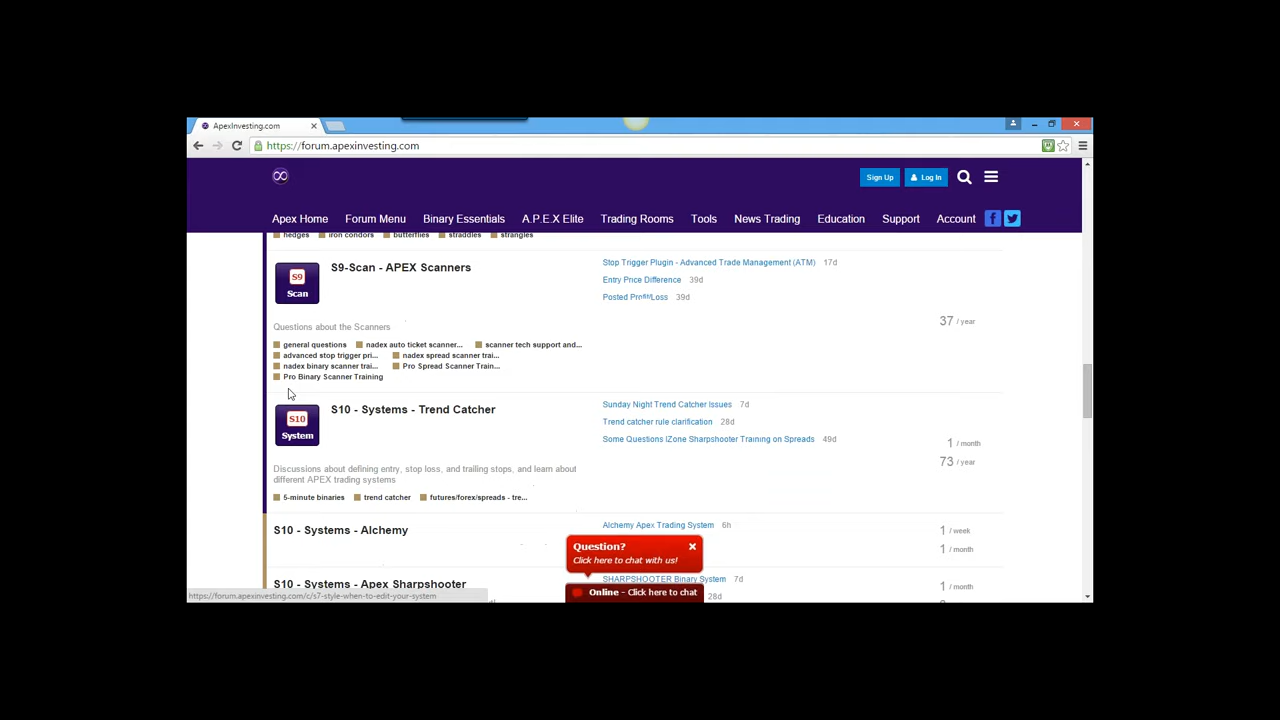 ApexInvesting.com
https://forum.apexinvesting.com
Sign Up
Log In
Apex Home Forum Menu Binary Essentials A.P.E.X Elite Trading Rooms Tools News Trading Education Support Account
hedges iron condors butterflies straddles strangles
S9
Scan
S9-Scan - APEX Scanners
Stop Trigger Plugin - Advanced Trade Management (ATM) 17d
Entry Price Difference 39d
Posted Profit/Loss 39d
37 / year
Questions about the Scanners
general questions nadex auto ticket scanner... scanner tech support and...
advanced stop trigger pri... nadex spread scanner trai...
nadex binary scanner trai... Pro Spread Scanner Train...
Pro Binary Scanner Training
S10
System
S10 - Systems - Trend Catcher
Sunday Night Trend Catcher Issues 7d
Trend catcher rule clarification 28d
Some Questions IZone Sharpshooter Training on Spreads 49d
1 / month
73 / year
Discussions about defining entry, stop loss, and trailing stops, and learn about
different APEX trading systems
5-minute binaries trend catcher futures/forex/spreads - tre...
S10 - Systems - Alchemy
Alchemy Apex Trading System 6h
1 / week
1 / month
Question?
Click here to chat with us!
S10 - Systems - Apex Sharpshooter
SHARPSHOOTER Binary System 7d
1 / month
Online - Click here to chat
28d
https://forum.apexinvesting.com/c/s7-style-when-to-edit-your-system